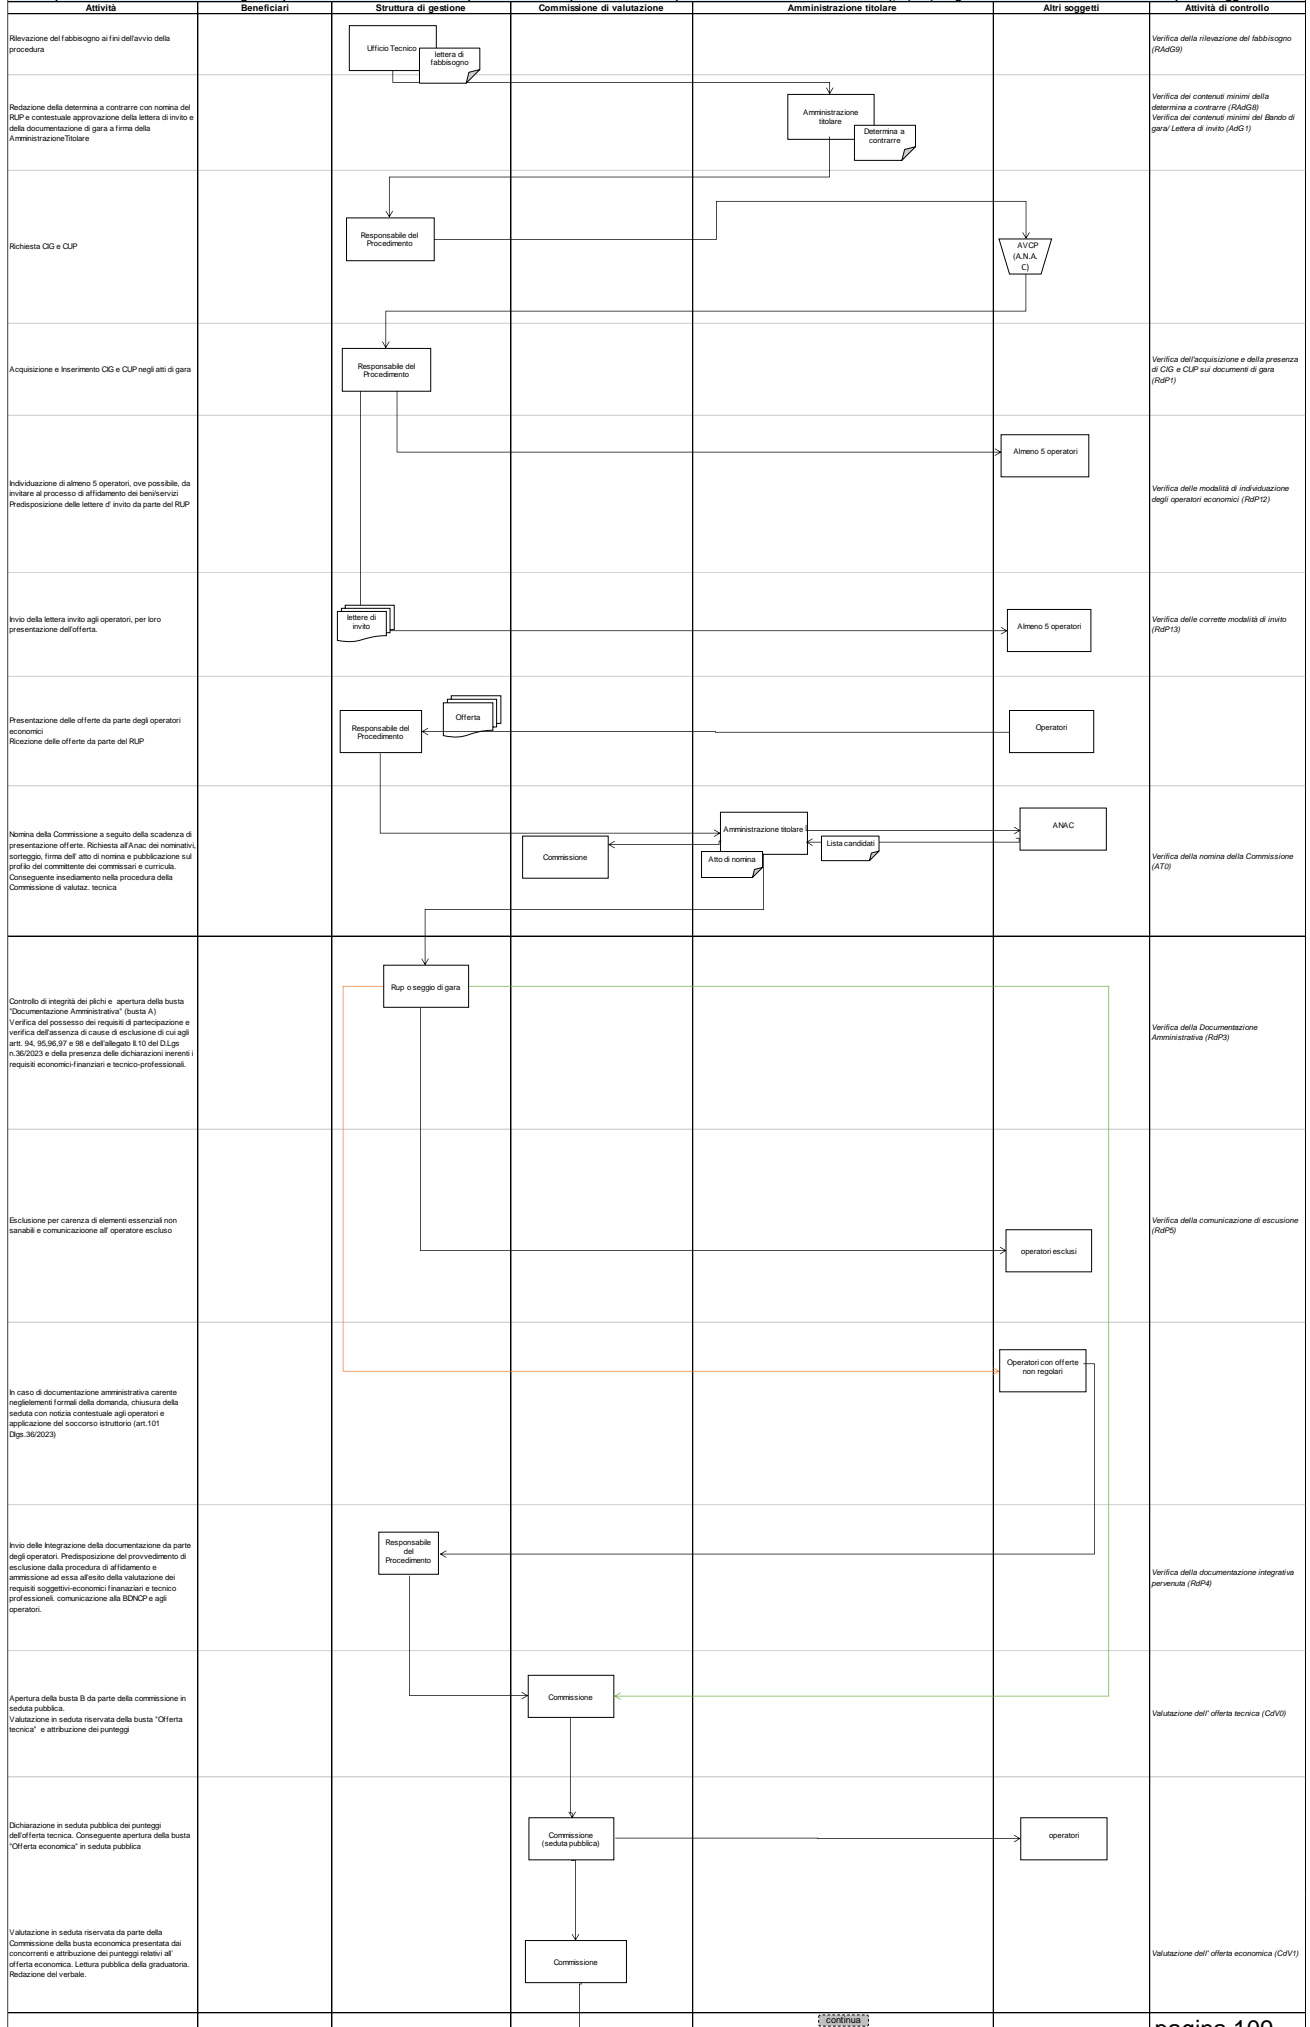 Attività
Beneficiari
Struttura di gestione
Commissione di valutazione
Amministrazione titolare
Altri soggetti
Attività di controllo
Rilevazione del fabbisogno ai fini dell'avvio della
procedura
Ufficio Tecnico
lettera di
fabbisogno
Verifica della rilevazione del fabbisogno
(RAdG9)
Redazione della determina a contrarre con nomina del
RUP e contestuale approvazione della lettera di invito e
della documentazione di gara a firma della
AmministrazioneTitolare
Amministrazione
titolare
Determina a
contrarre
Verifica dei contenuti minimi della
determina a contrarre (RAdG8)
Verifica dei contenuti minimi del Bando di
gara/ Lettera di invito (AdG1)
Richiesta CIG e CUP
Responsabile del
Procedimento
AVCP
(A.N.A.
C)
Acquisizione e Inserimento CIG e CUP negli atti di gara
Responsabile del
Procedimento
Verifica dell'acquisizione e della presenza
di CIG e CUP sui documenti di gara
(RdP1)
Individuazione di almeno 5 operatori, ove possibile, da
invitare al processo di affidamento dei beni/servizi
Predisposizione delle lettere d' invito da parte del RUP
Almeno 5 operatori
Verifica delle modalità di individuazione
degli operatori economici (RdP12)
Invio della lettera invito agli operatori, per loro
presentazione dell'offerta.
lettere di
invito
Almeno 5 operatori
Verifica delle corrette modalità di invito
(RdP13)
Presentazione delle offerte da parte degli operatori
economici
Ricezione delle offerte da parte del RUP
Responsabile del
Procedimento
Offerta
Operatori
Nomina della Commissione a seguito della scadenza di
presentazione offerte. Richiesta all'Anac dei nominativi,
sorteggio, firma dell' atto di nomina e pubblicazione sul
profilo del committente dei commissari e curricula.
Conseguente insediamento nella procedura della
Commissione di valutaz. tecnica
Commissione
Amministrazione titolare
Atto di nomina
Lista candidati
ANAC
Verifica della nomina della Commissione
(AT0)
Controllo di integrità dei plichi e apertura della busta
"Documentazione Amministrativa" (busta A)
Verifica del possesso dei requisiti di partecipazione e
verifica dell'assenza di cause di esclusione di cui agli
artt. 94, 95,96,97 e 98 e dell'allegato II.10 del D.Lgs
n.36/2023 e della presenza delle dichiarazioni inerenti i
requisiti economici-finanziari e tecnico-professionali.
Rup o seggio di gara
Verifica della Documentazione
Amministrativa (RdP3)
Esclusione per carenza di elementi essenziali non
sanabili e comunicazioone all' operatore escluso
operatori esclusi
Verifica della comunicazione di escusione
(RdP5)
In caso di documentazione amministrativa carente
neglielementi formali della domanda, chiusura della
seduta con notizia contestuale agli operatori e
applicazione del soccorso istruttorio (art.101
Dlgs.36/2023)
Operatori con offerte
non regolari
Invio delle Integrazione della documentazione da parte
degli operatori. Predisposizione del provvedimento di
esclusione dalla procedura di affidamento e
ammissione ad essa all'esito della valutazione dei
requisiti soggettivi-economici finanaziari e tecnico
professioneli. comunicazione alla BDNCP e agli
operatori.
Responsabile
del
Procedimento
Verifica della documentazione integrativa
pervenuta (RdP4)
Apertura della busta B da parte della commissione in
seduta pubblica.
Valutazione in seduta riservata della busta "Offerta
tecnica" e attribuzione dei punteggi
Commissione
Valutazione dell' offerta tecnica (CdV0)
Dichiarazione in seduta pubblica dei punteggi
dell'offerta tecnica. Conseguente apertura della busta
"Offerta economica" in seduta pubblica
Commissione
(seduta pubblica)
operatori
Valutazione in seduta riservata da parte della
Commissione della busta economica presentata dai
concorrenti e attribuzione dei punteggi relativi all'
offerta economica. Lettura pubblica della graduatoria.
Redazione del verbale.
Commissione
Valutazione dell' offerta economica (CdV1)
continua
pagina 109